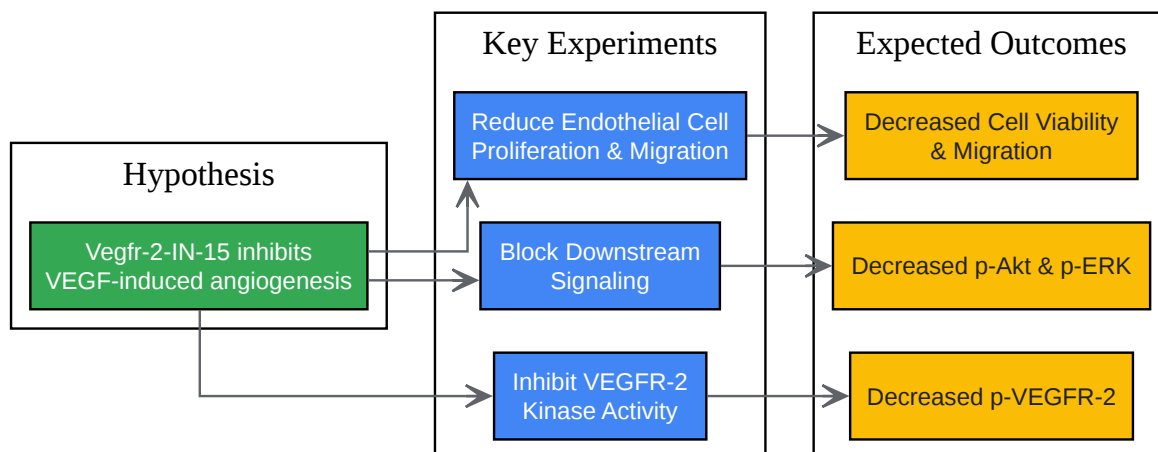 Key Experiments
Expected Outcomes
Reduce Endothelial Cell
Proliferation & Migration
Decreased Cell Viability
& Migration
Hypothesis
Vegfr-2-IN-15 inhibits
VEGF-induced angiogenesis
Block Downstream
Signaling
Decreased p-Akt & p-ERK
Inhibit VEGFR-2
Kinase Activity
Decreased p-VEGFR-2